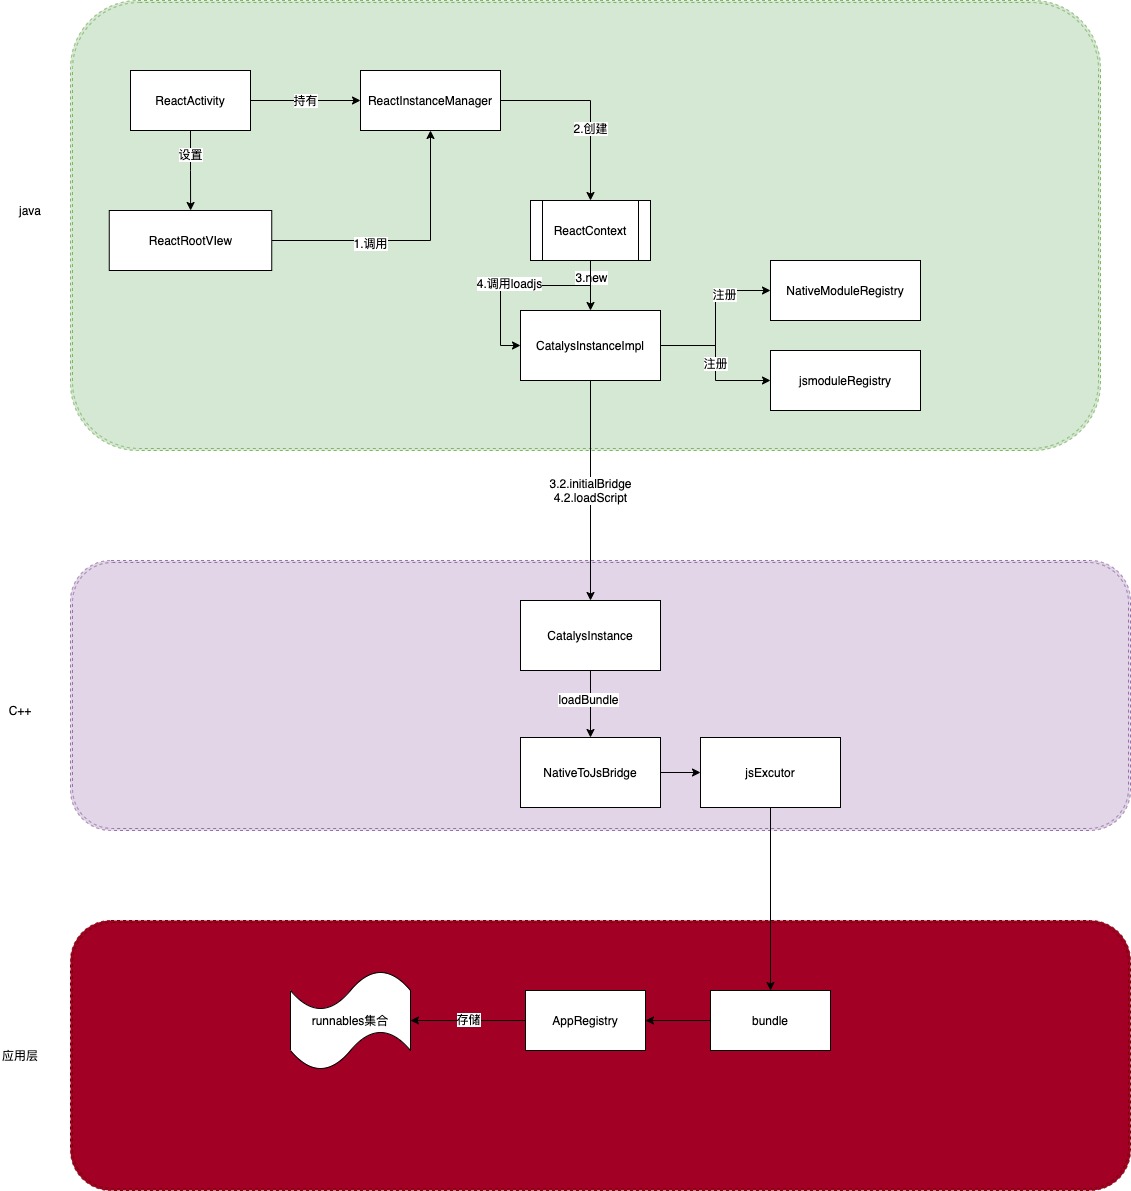 ReactActivity
持有
ReactInstanceManager
2.创建
设置
java
ReactRootVIew
1.调用
ReactContext
4.调用loadjs
3.new
注册
NativeModuleRegistry
CatalysInstanceImpl
注册
jsmoduleRegistry
3.2.initialBridge
4.2.loadScript
CatalysInstance
loadBundle
C++
NativeToJsBridge
jsExcutor
runnables集合
存储
AppRegistry
bundle
应用层